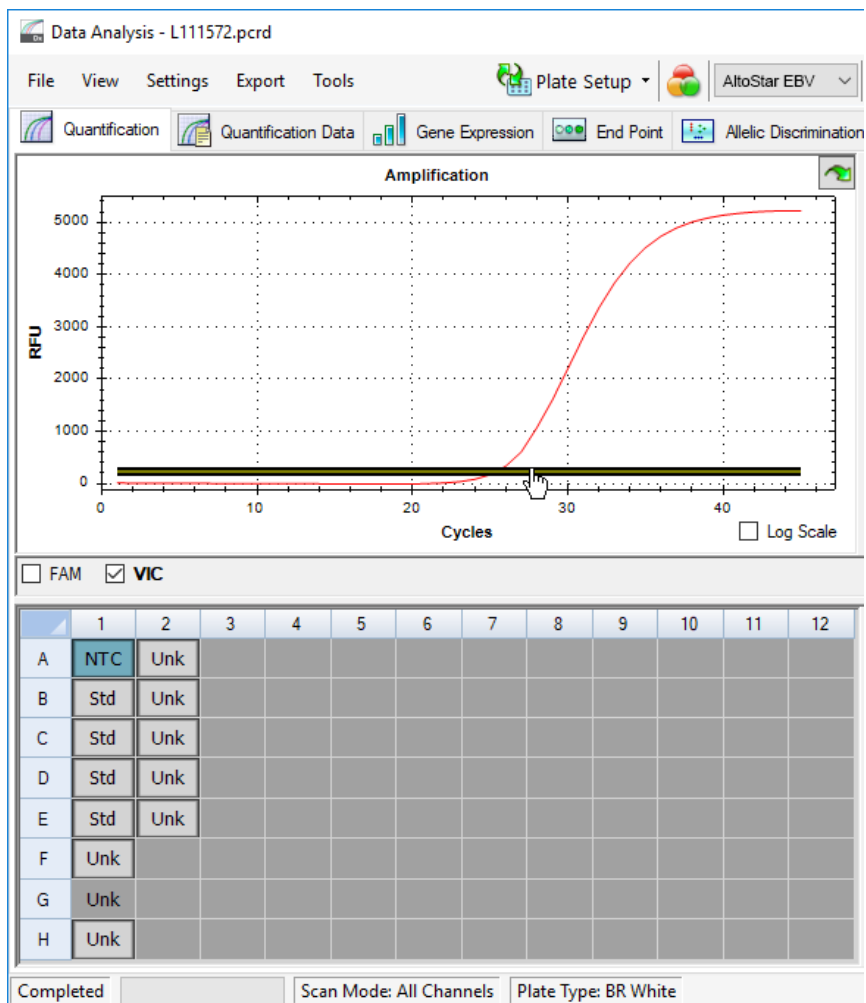 Data Analysis - L111572.pcrd
File View Settings Export Tools Plate Setup AltoStar EBV
Quantification Quantification Data Gene Expression End Point Allelic Discrimination
Amplification
5000
4000
3000
2000
1000
0
RFU
0 10 20 30 40
Cycles
Log Scale
FAM VIC
1 2 3 4 5 6 7 8 9 10 11 12
A NTC Unk
B Std Unk
C Std Unk
D Std Unk
E Std Unk
F Unk
G Unk
H Unk
Completed Scan Mode: All Channels Plate Type: BR White